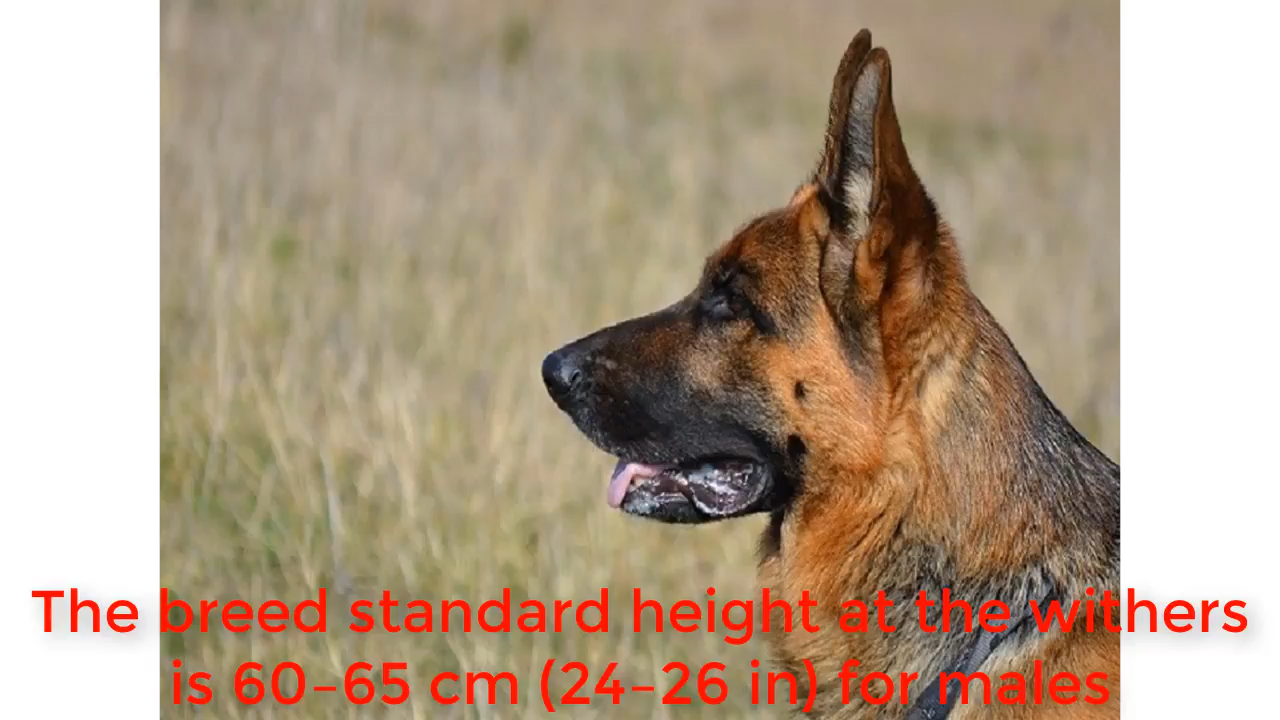 The breed standard height at the withers
is 60–65 cm (24–26 in) for males